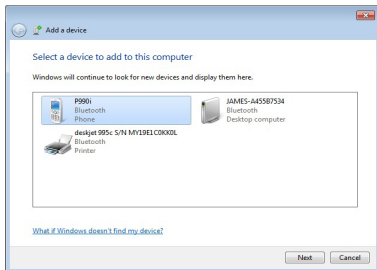 Add a device
Select a device to add to this computer
Windows will continue to look for new devices and display them here.
P990i
Bluetooth
Phone
JAMES-A455B7534
Bluetooth
Desktop computer
deskjet 995c S/N MY19E1C0KK0L
Bluetooth
Printer
What if Windows doesn't find my device?
Next
Cancel